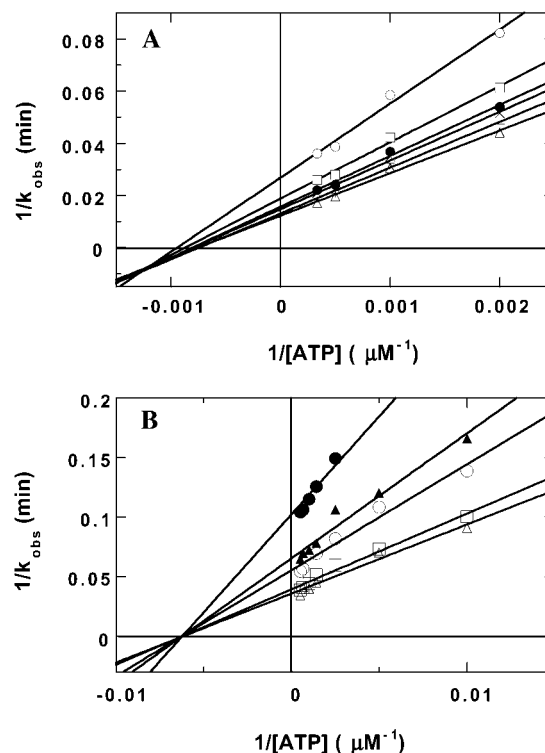 A
0.08
0.06
0.04
0.02
0
1/k obs (min)
-0.001 0 0.001 0.002
1/[ATP] ( μM⁻¹)
B
0.2
0.15
0.1
0.05
0
1/k obs (min)
-0.01 0 0.01
1/[ATP] ( μM⁻¹)